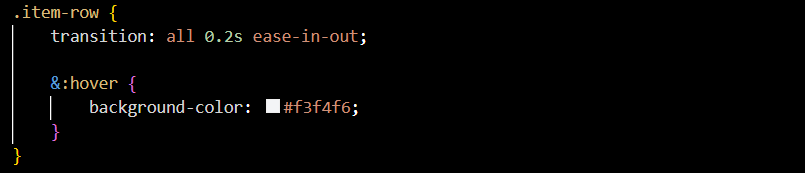 .item-row {
    transition: all 0.2s ease-in-out;

    &:hover {
        background-color: #f3f4f6;
    }
}